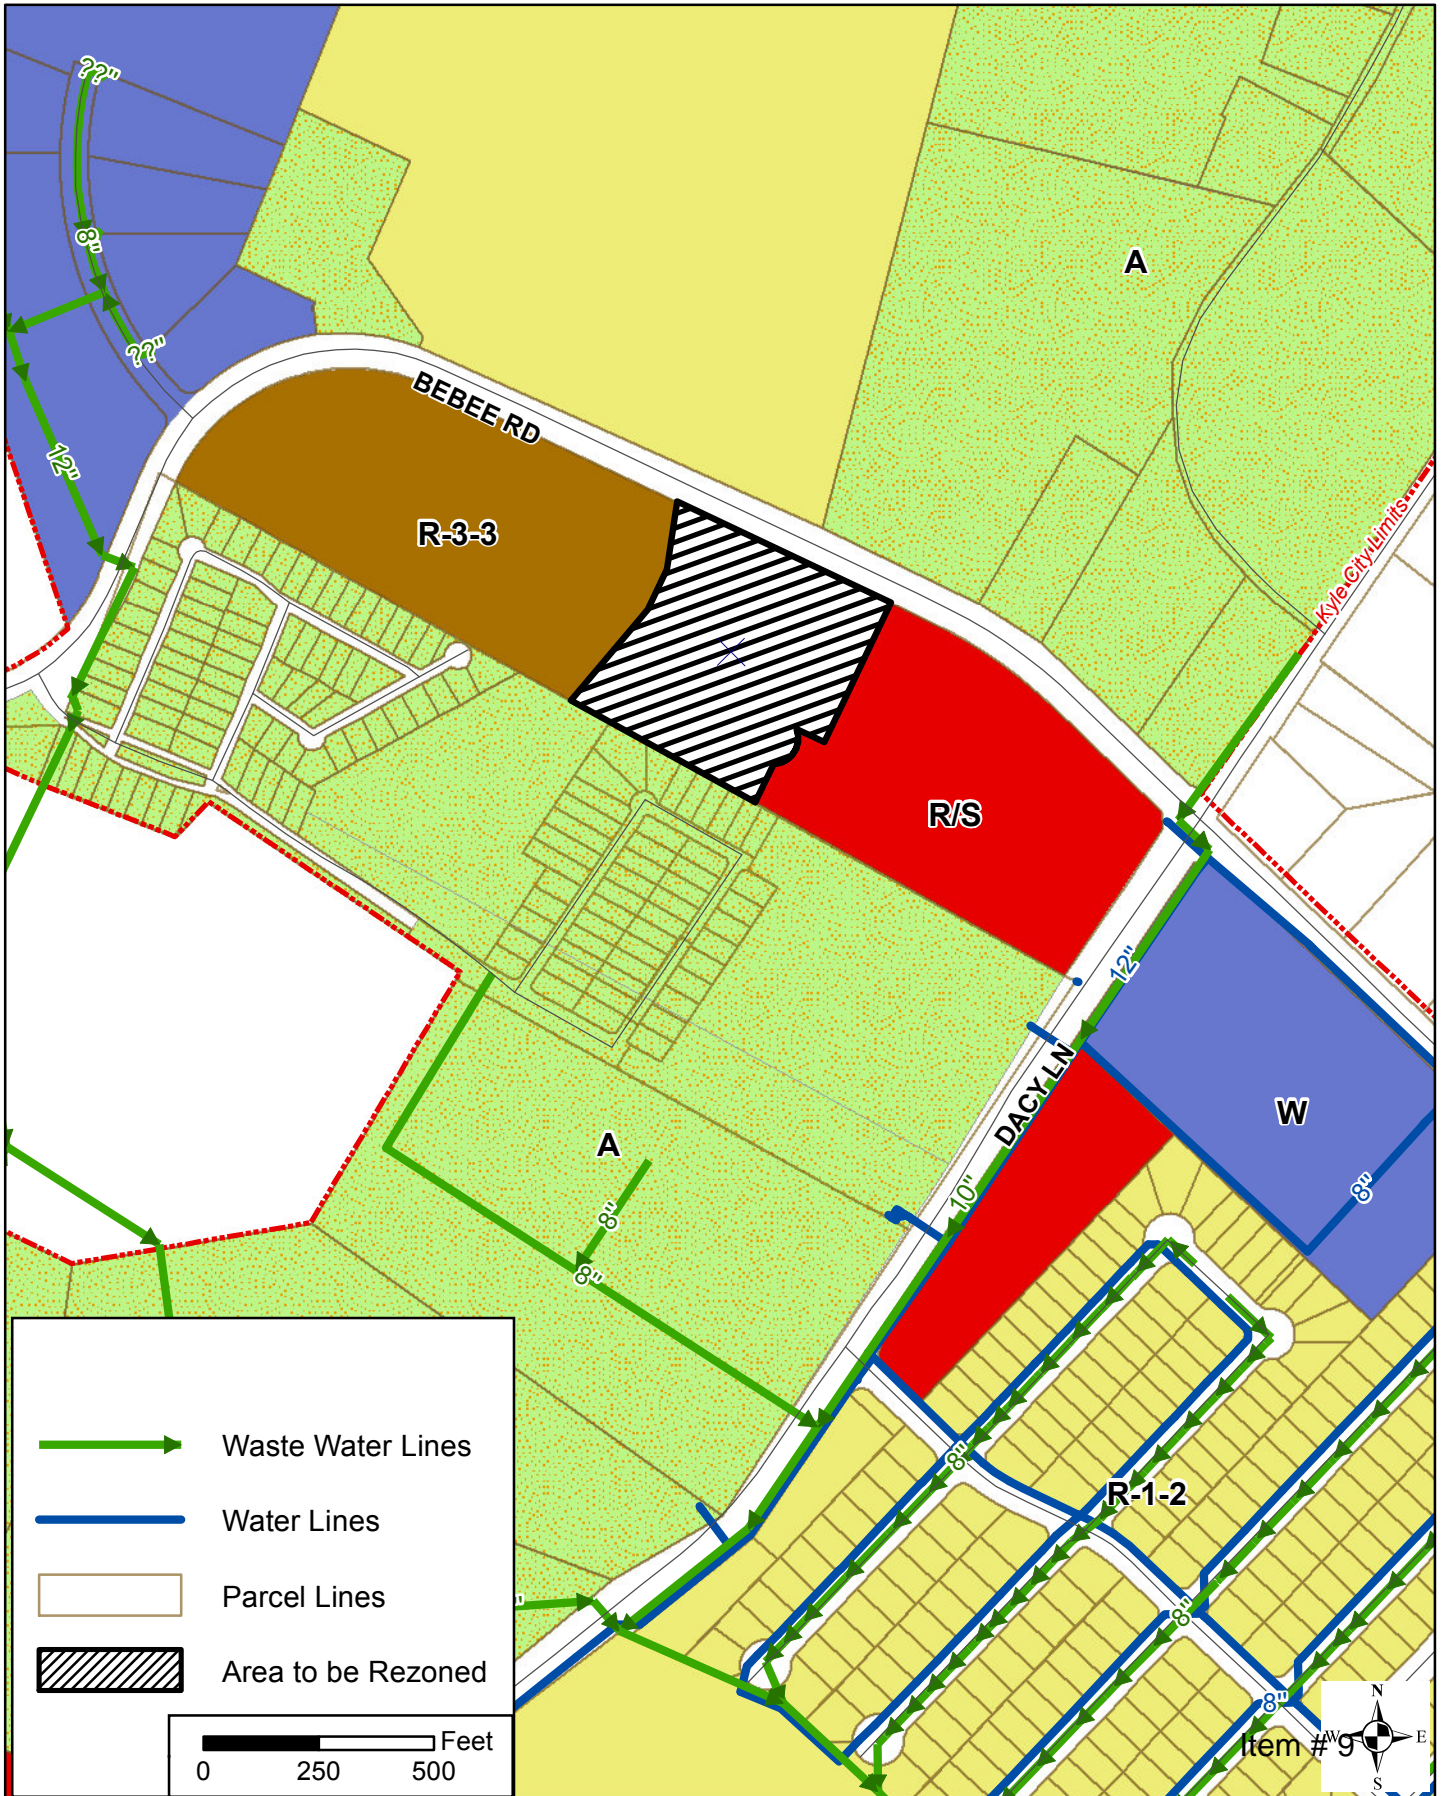 ??"
8"
??"
12"
A
BEBEE RD
R-3-3
Kyle City Limits
R/S
12"
DACY LN
W
A
8"
10"
8"
8"
8"
R-1-2
8"
8"
"
Waste Water Lines
Water Lines
Parcel Lines
Area to be Rezoned
Feet
0 250 500
Item # 9
N
W E
S